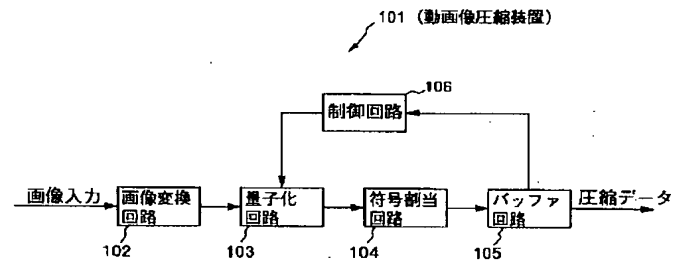 101 (動画像圧縮装置)
106
制御回路
画像入力
画像変換
回路
量子化
回路
符号割当
回路
バッファ
回路
圧縮データ
102
103
104
105